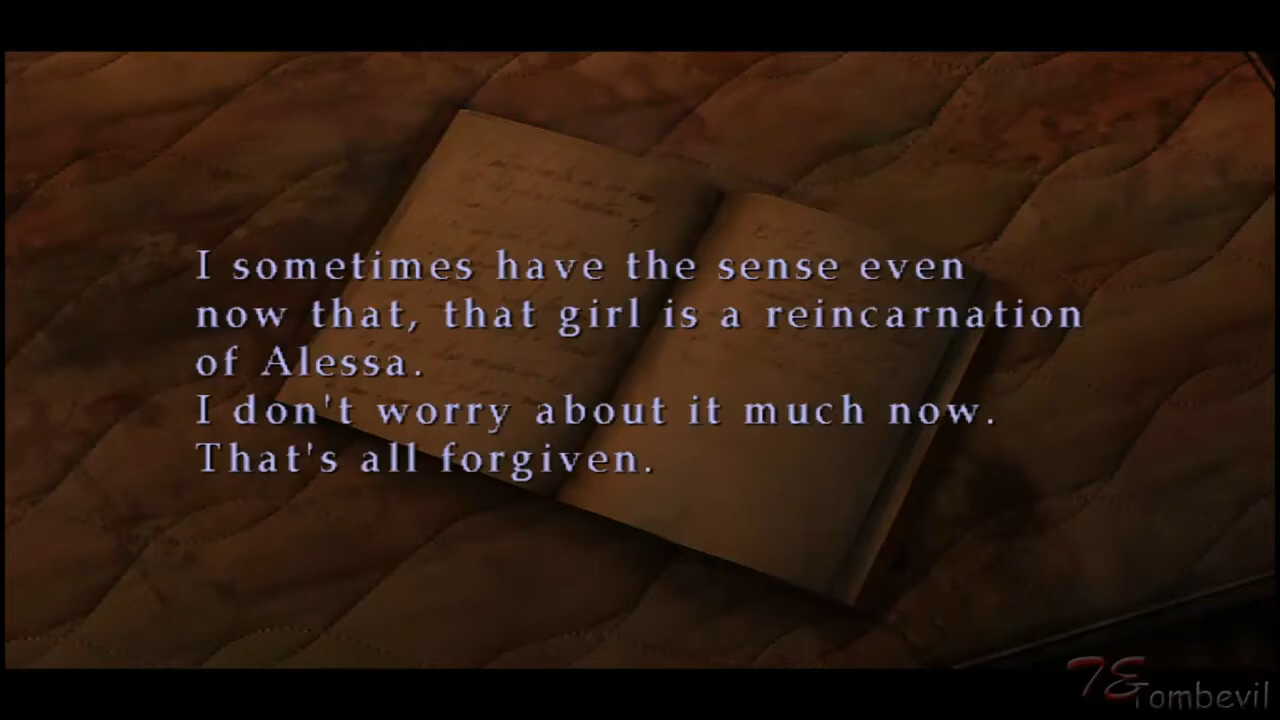 I sometimes have the sense even
now that, that girl is a reincarnation
of Alessa.
I don't worry about it much now.
That's all forgiven.
TE
Tombevil